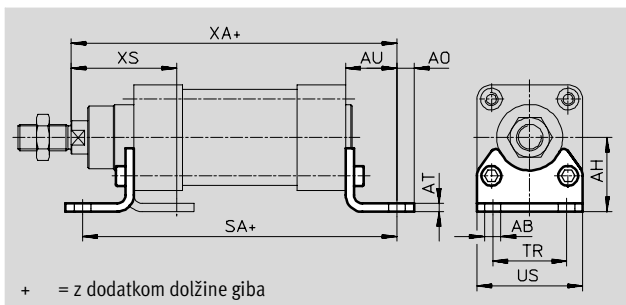 XA+
XS
AU
AO
AT
SA+
AH
AB
TR
US
+ = z dodatkom dolžine giba